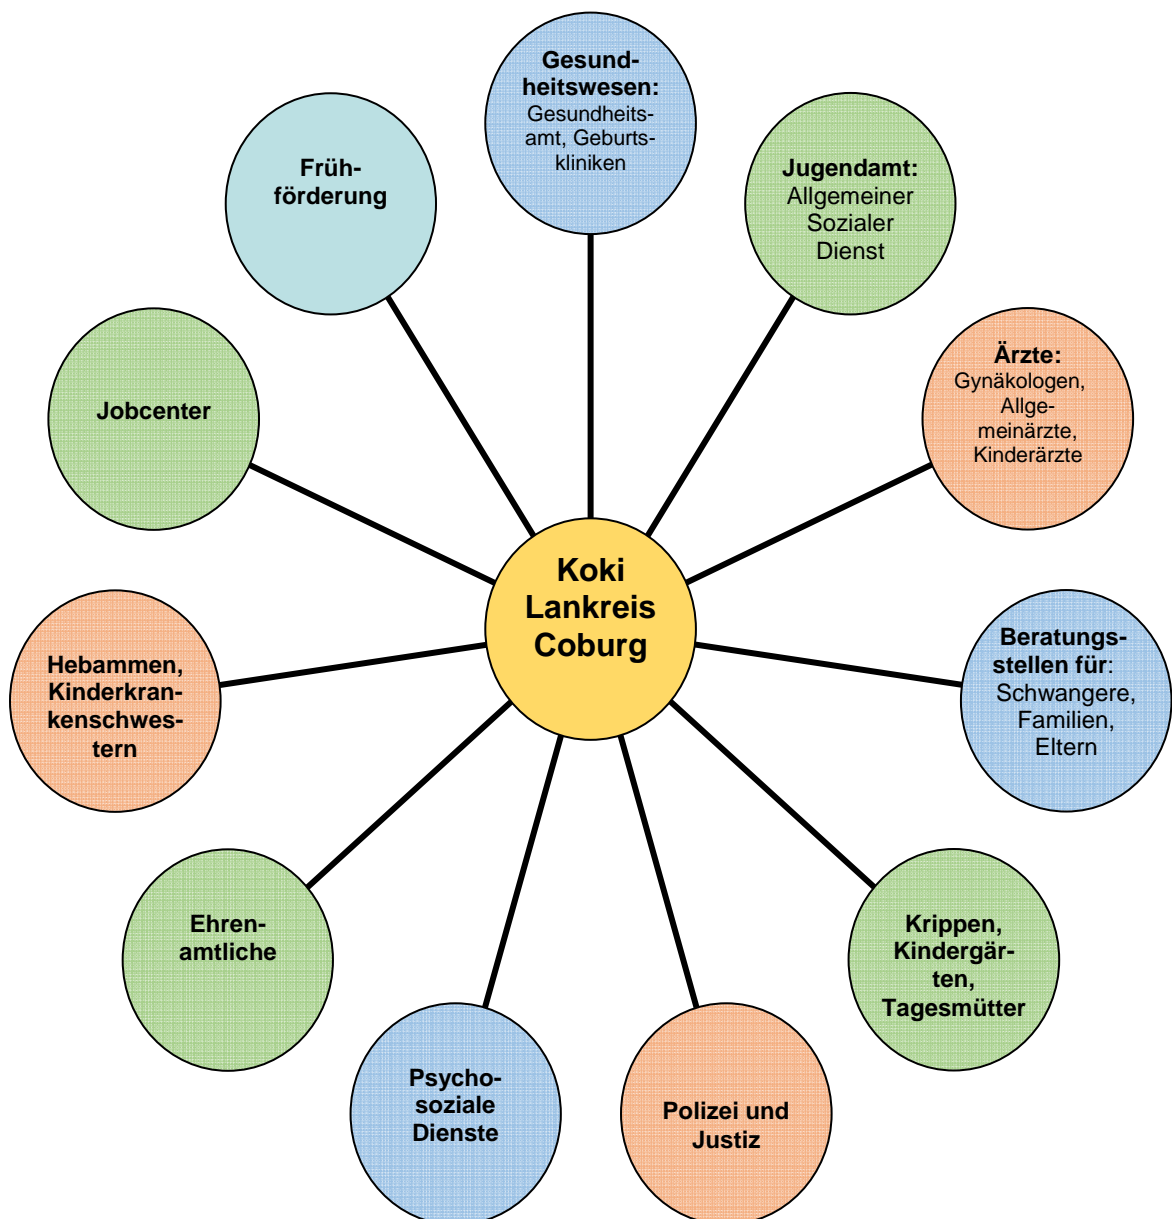 Gesund-
heitswesen:
Gesundheits-
amt, Geburts-
kliniken
Jugendamt:
Allgemeiner
Sozialer
Dienst
Ärzte:
Gynäkologen,
Allge-
meinärzte,
Kinderärzte
Beratungs-
stellen für:
Schwangere,
Familien,
Eltern
Krippen,
Kindergär-
ten,
Tagesmütter
Polizei und
Justiz
Psycho-
soziale
Dienste
Ehren-
amtliche
Hebammen,
Kinderkran-
kenschwes-
tern
Jobcenter
Früh-
förderung
Koki
Lankreis
Coburg